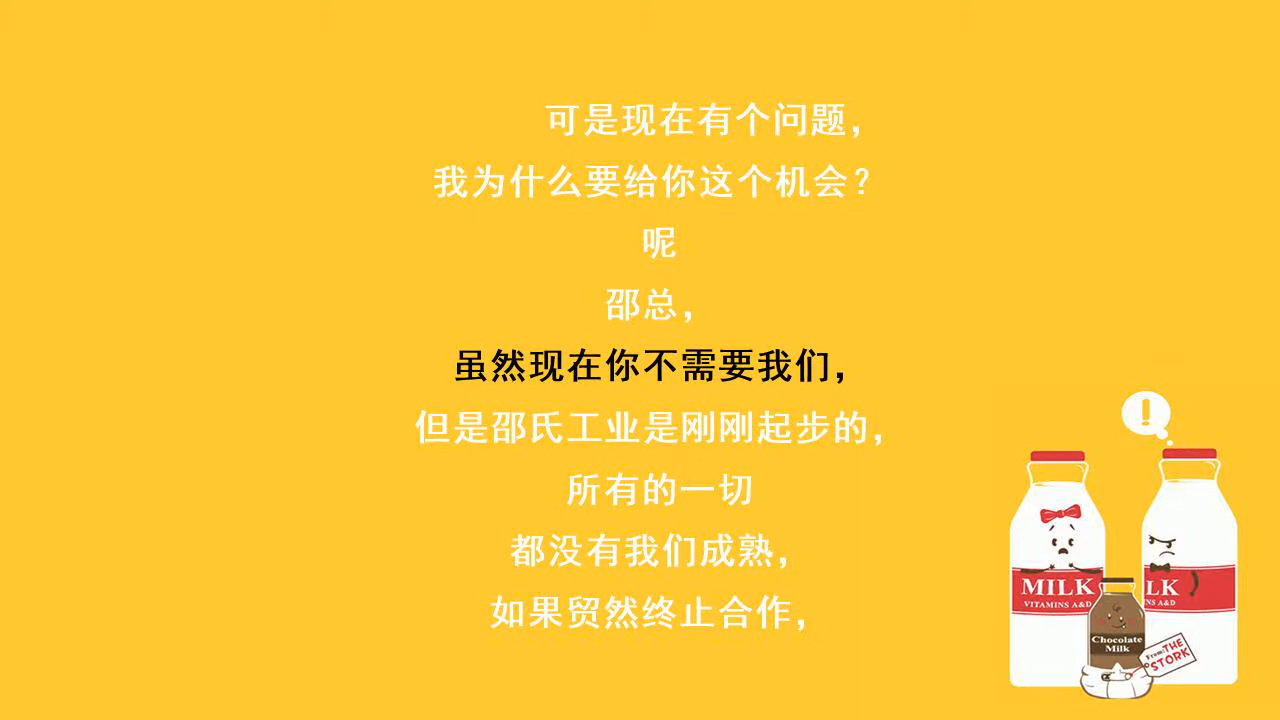 可是现在有个问题，
我为什么要给你这个机会？
呢
邵总，
虽然现在你不需要我们，
但是邵氏工业是刚刚起步的，
所有的一切
都没有我们成熟，
如果贸然终止合作，
!
MILK
VITAMINS A&D
LK
NS A&D
Chocolate
Milk
From:THE
STORK